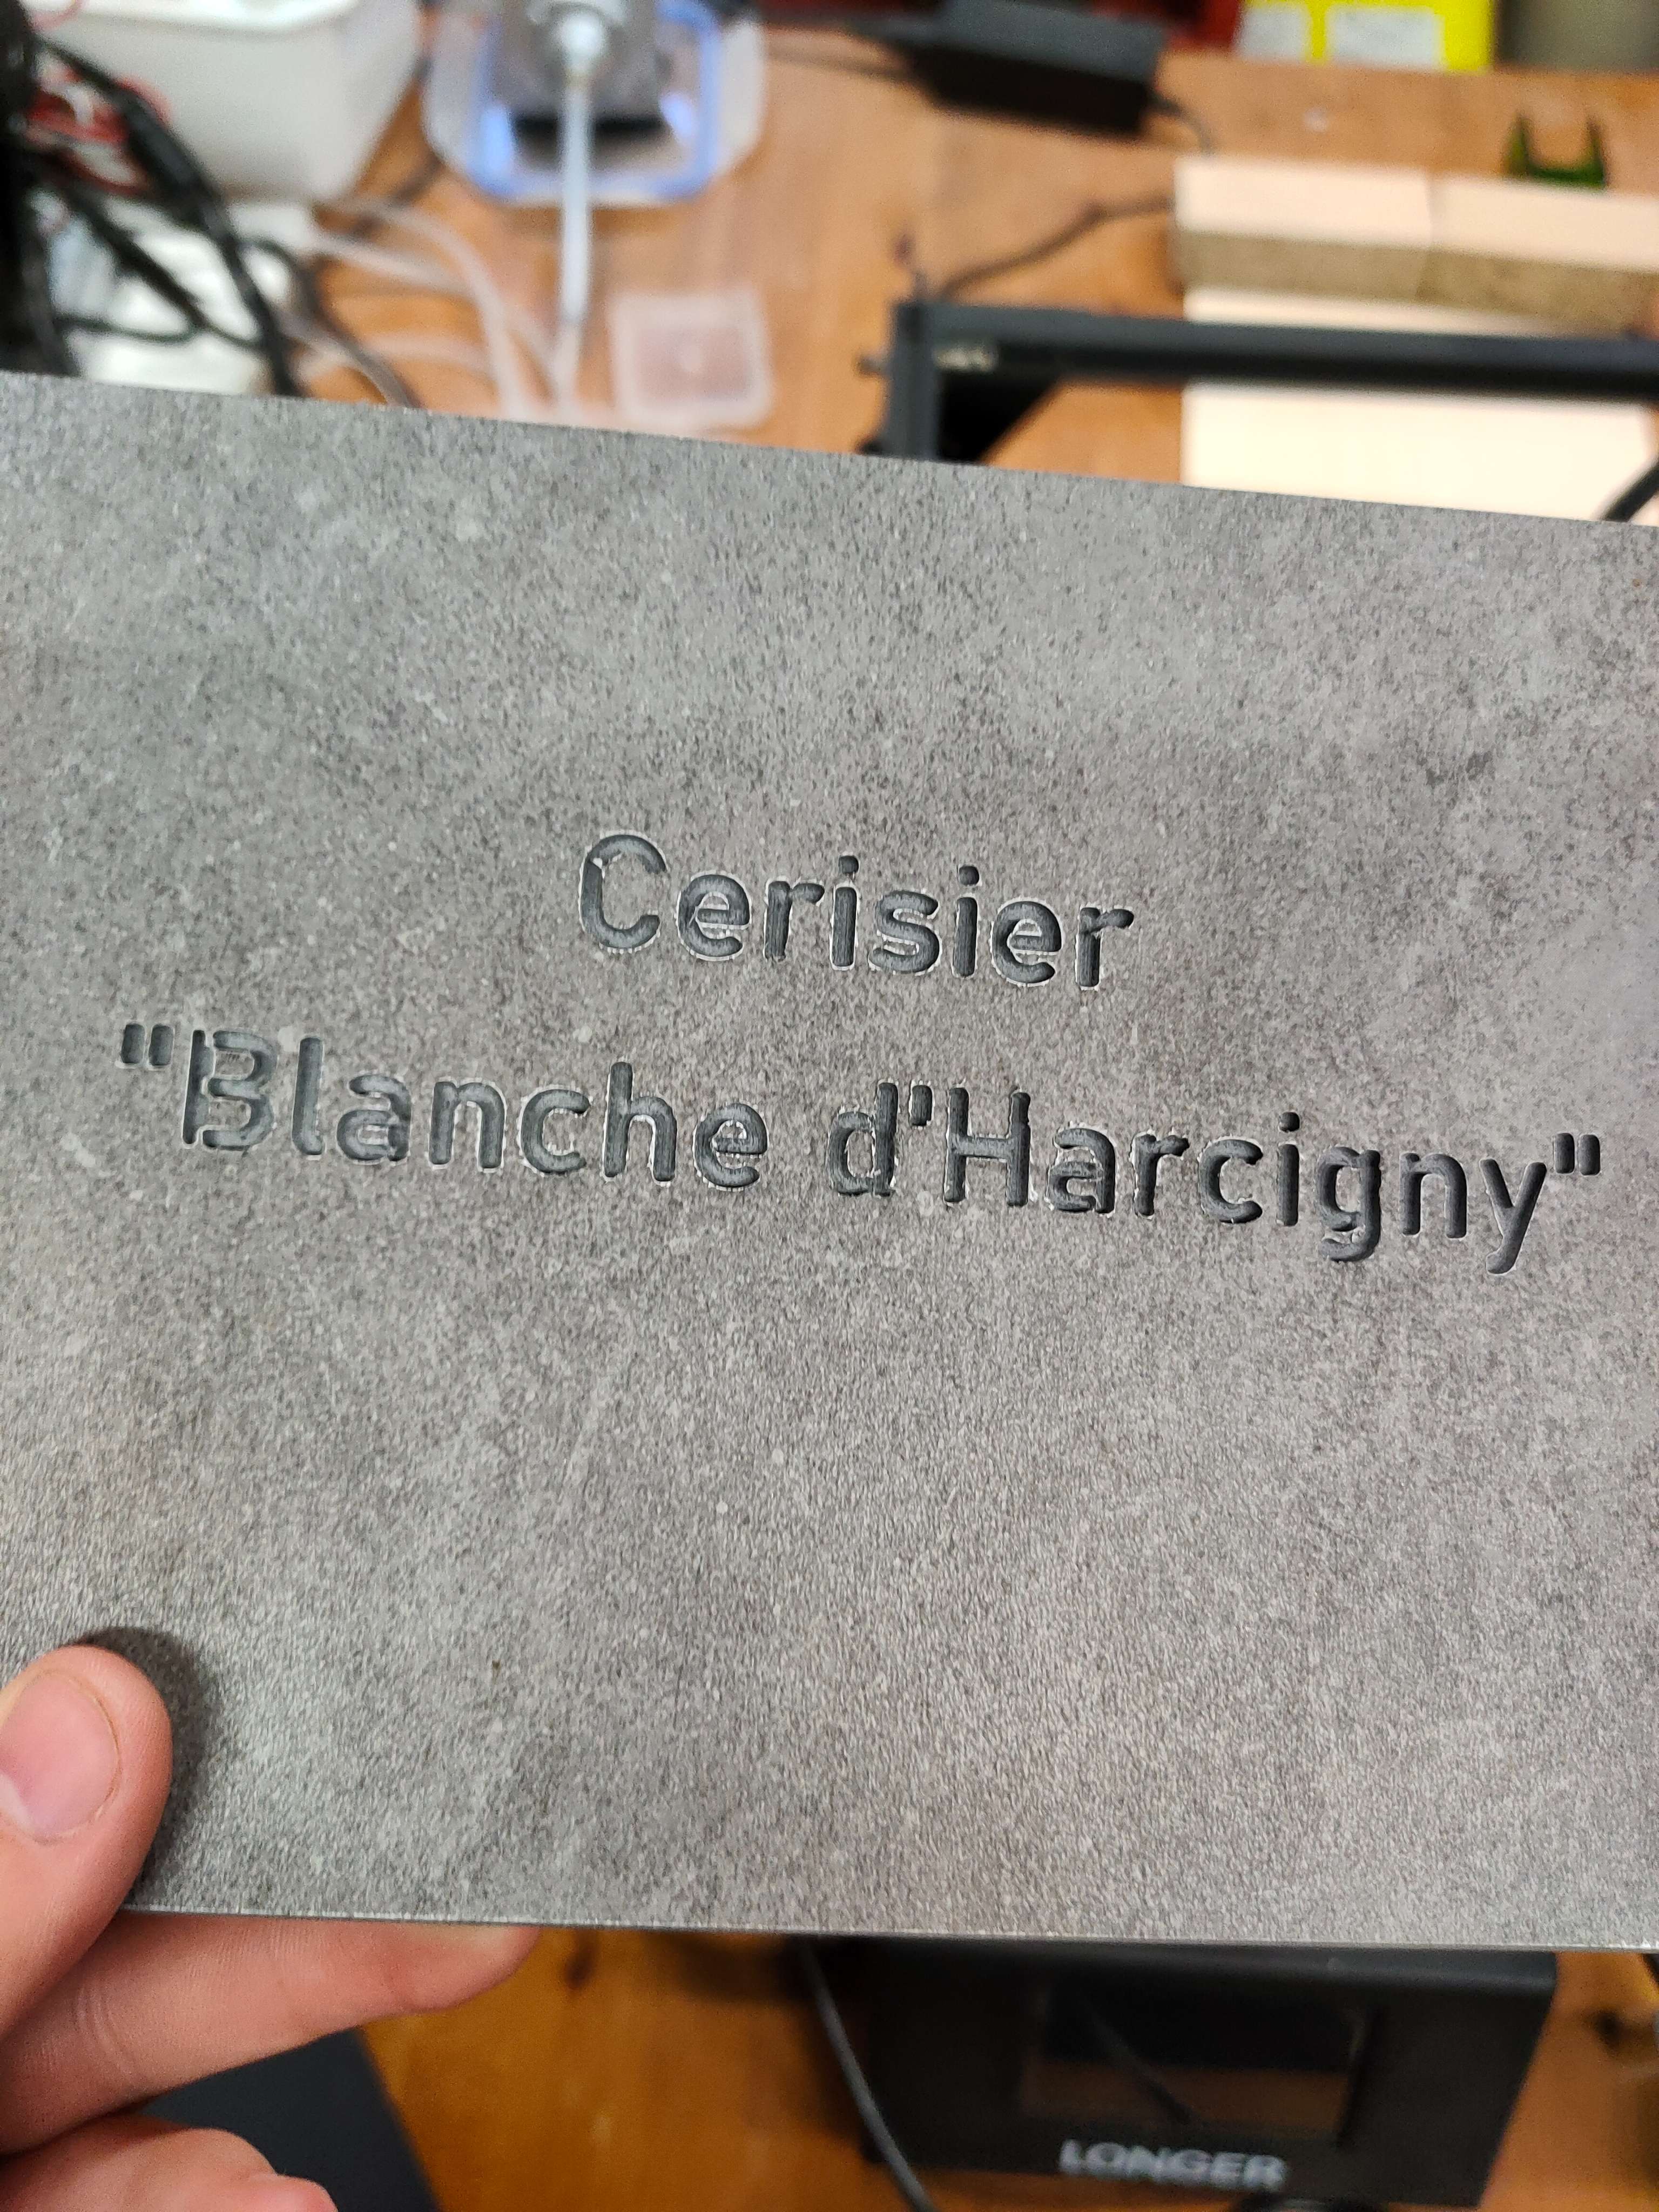 Cerisier
"Blanche d'Harcigny"
LONGER